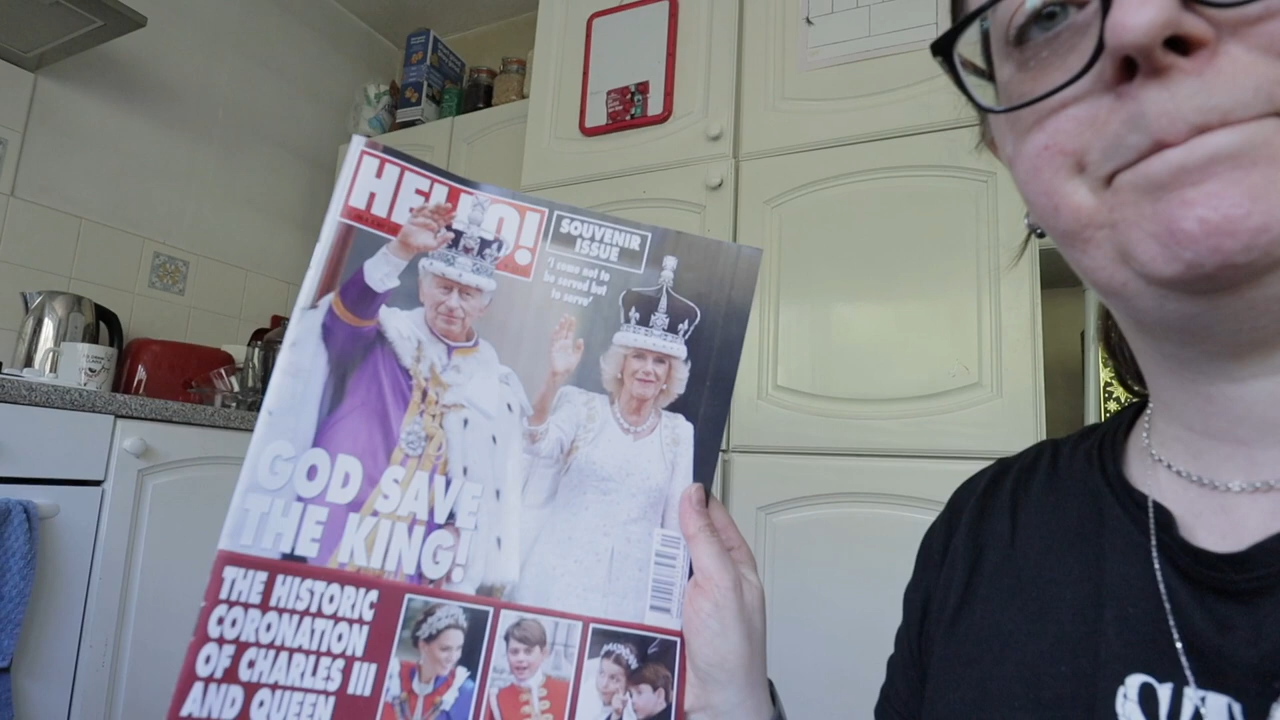 HELLO!
SOUVENIR
ISSUE
'I come not to
be served but
to serve'
GOD SAVE
THE KING!
THE HISTORIC
CORONATION
OF CHARLES III
AND QUEEN